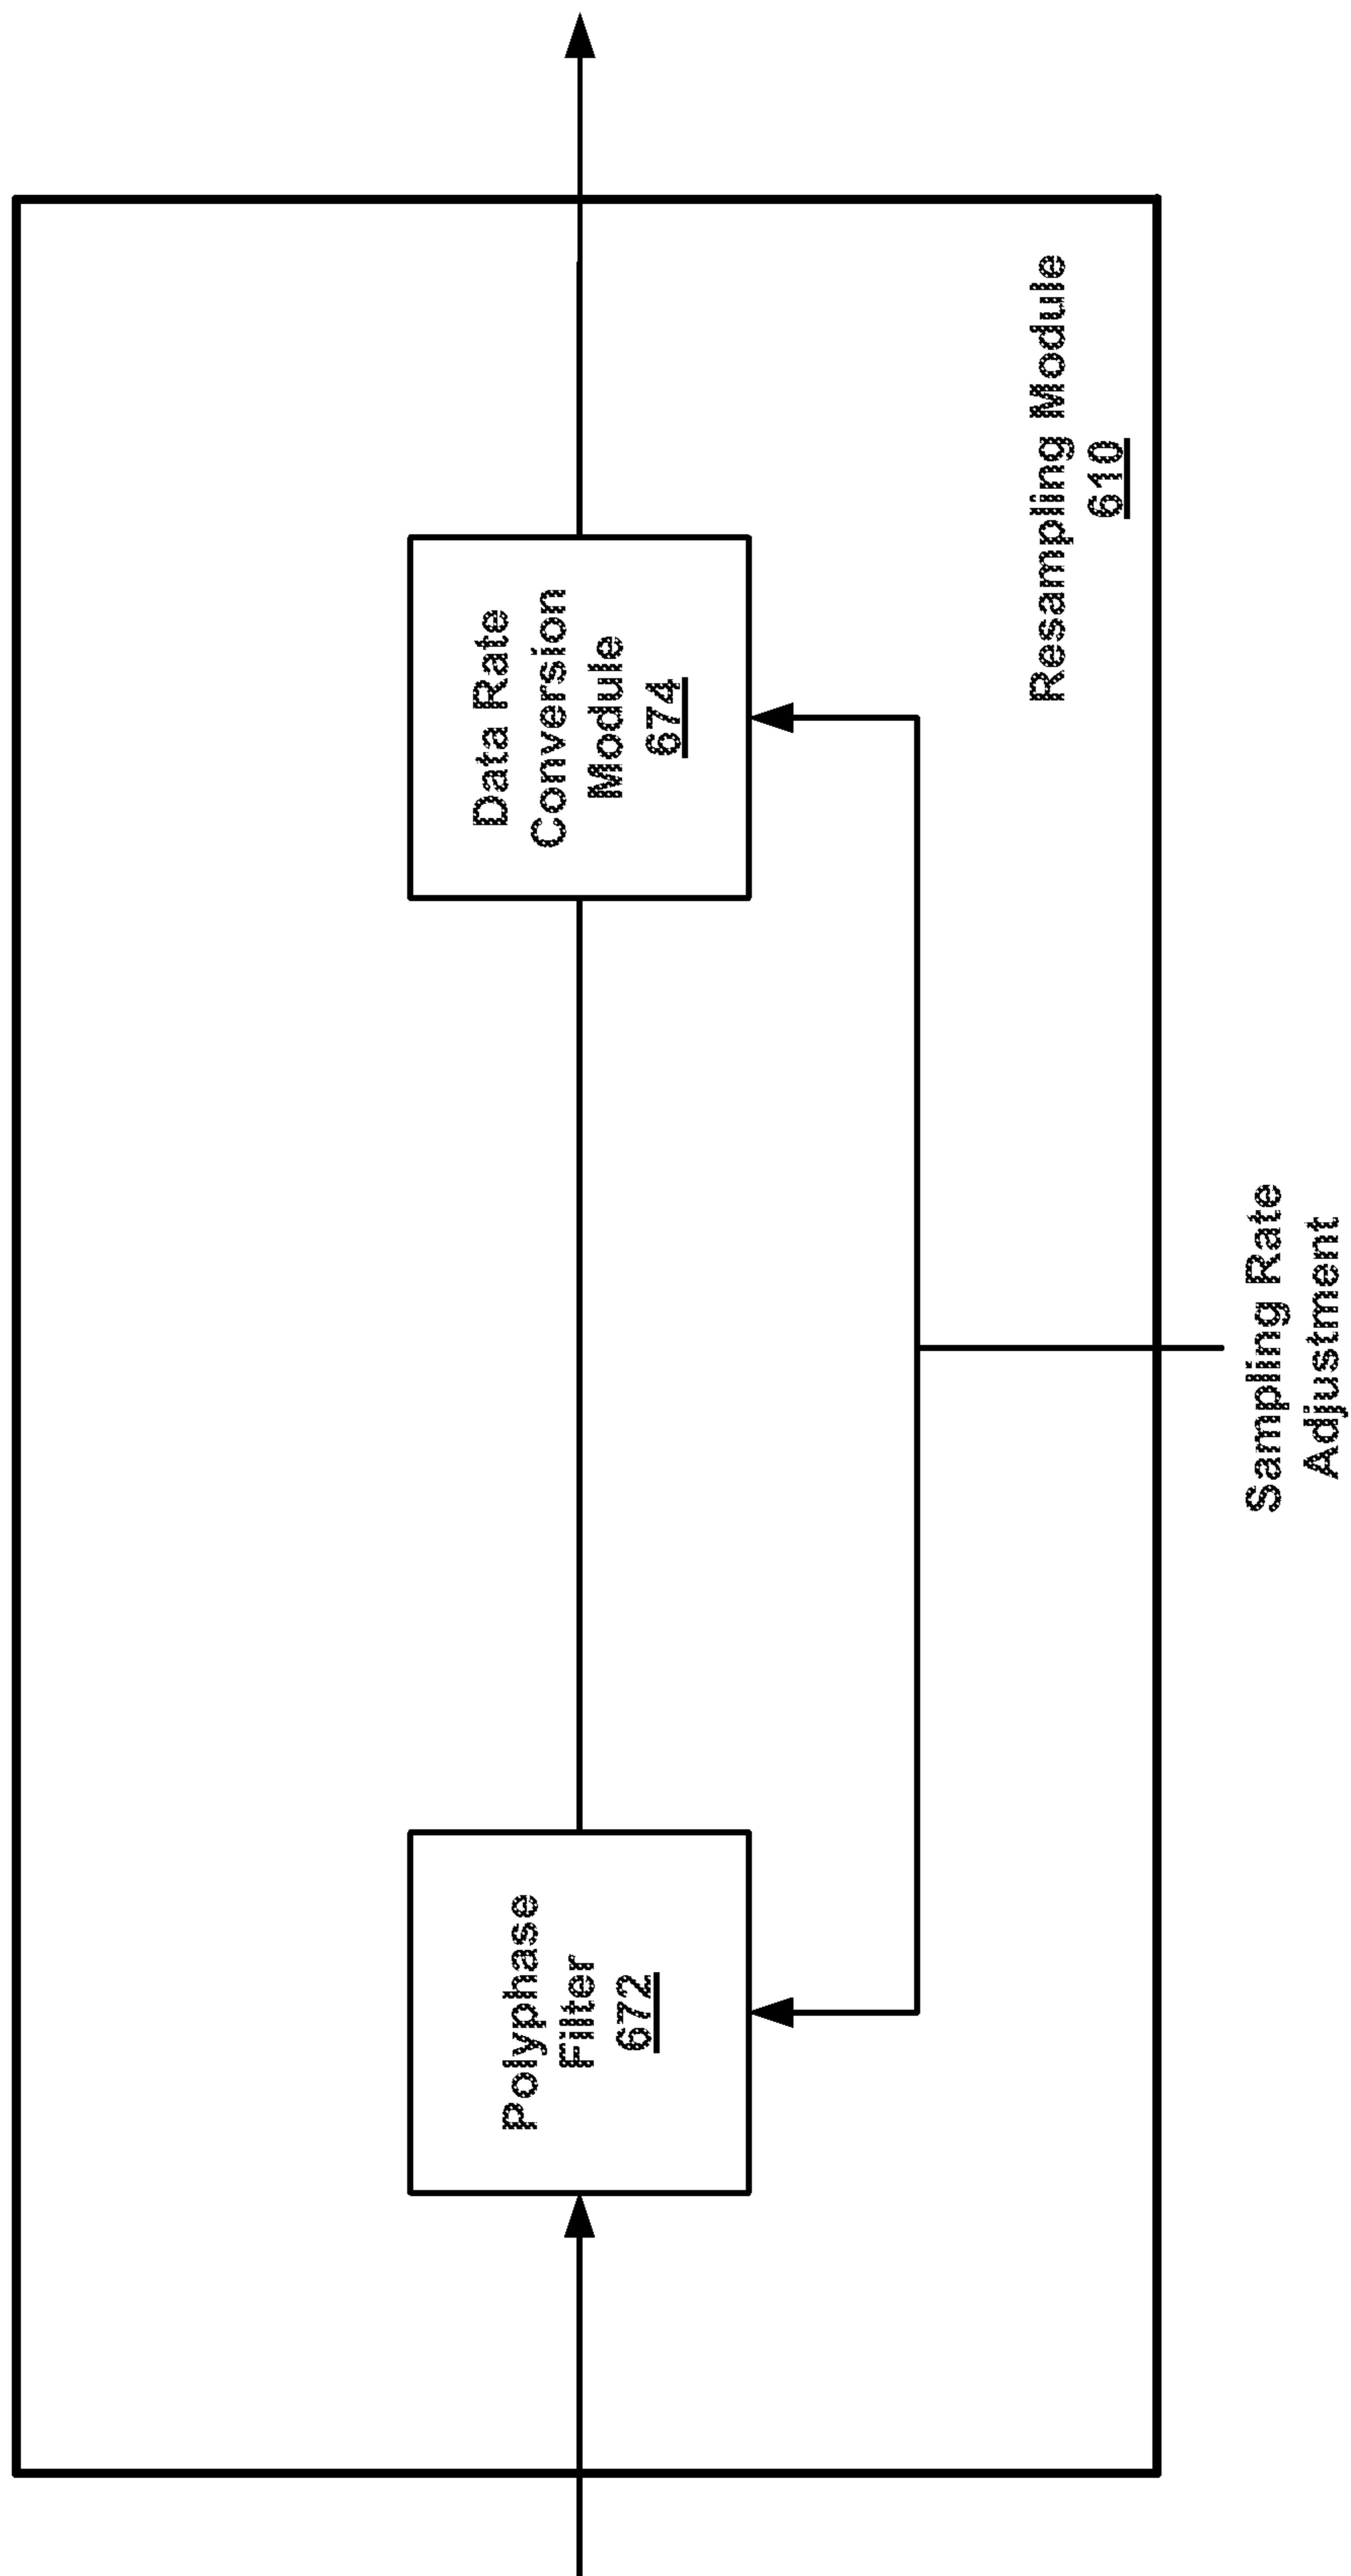 Polyphase
Filter
672
Data Rate
Conversion
Module
674
Resampling Module
610
Sampling Rate
Adjustment